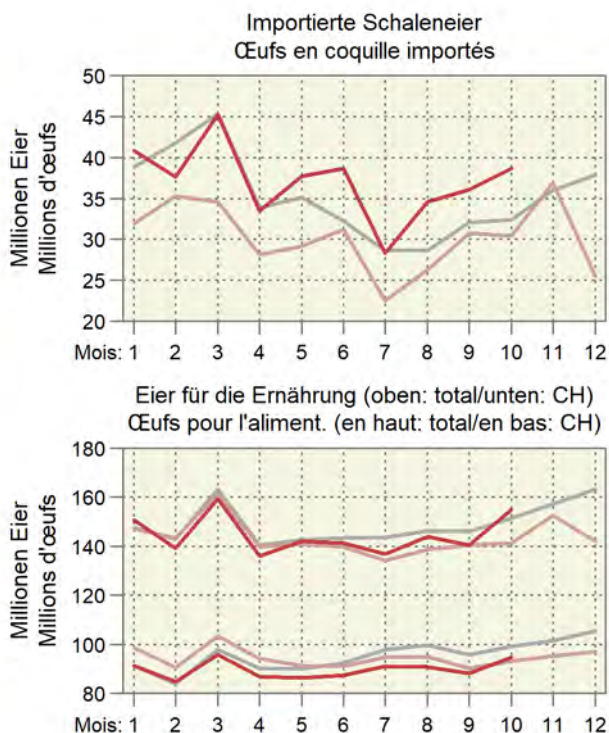 Importierte Schaleneier
Œufs en coquille importés
Millionen Eier
Millions d'œufs
50
45
40
35
30
25
20
Mois: 1 2 3 4 5 6 7 8 9 10 11 12
Eier für die Ernährung (oben: total/unten: CH)
Œufs pour l'aliment. (en haut: total/en bas: CH)
Millionen Eier
Millions d'œufs
180
160
140
120
100
80
Mois: 1 2 3 4 5 6 7 8 9 10 11 12